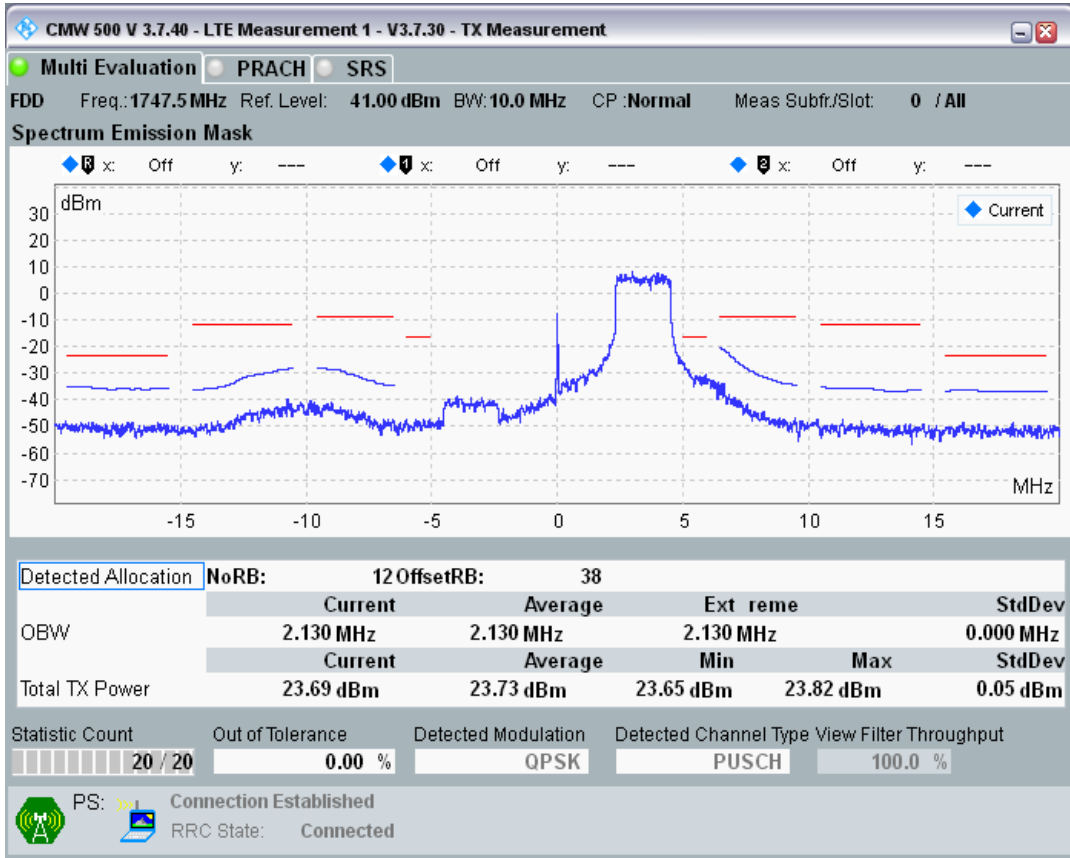 CMW 500 V 3.7.40 - LTE Measurement 1 - V3.7.30 - TX Measurement
Multi Evaluation PRACH SRS
FDD Freq.: 1747.5 MHz Ref. Level: 41.00 dBm BW: 10.0 MHz CP :Normal Meas Subfr./Slot: 0 / All
Spectrum Emission Mask
R x: Off y: --- 1 x: Off y: --- 2 x: Off y: ---
dBm
Current
30
20
10
0
-10
-20
-30
-40
-50
-60
-70
MHz
-15 -10 -5 0 5 10 15
Detected Allocation NoRB: 12 OffsetRB: 38
Current Average Ext reme StdDev
OBW 2.130 MHz 2.130 MHz 2.130 MHz 0.000 MHz
Current Average Min Max StdDev
Total TX Power 23.69 dBm 23.73 dBm 23.65 dBm 23.82 dBm 0.05 dBm
Statistic Count Out of Tolerance Detected Modulation Detected Channel Type View Filter Throughput
20 / 20 0.00 % QPSK PUSCH 100.0 %
PS: Connection Established
RRC State: Connected